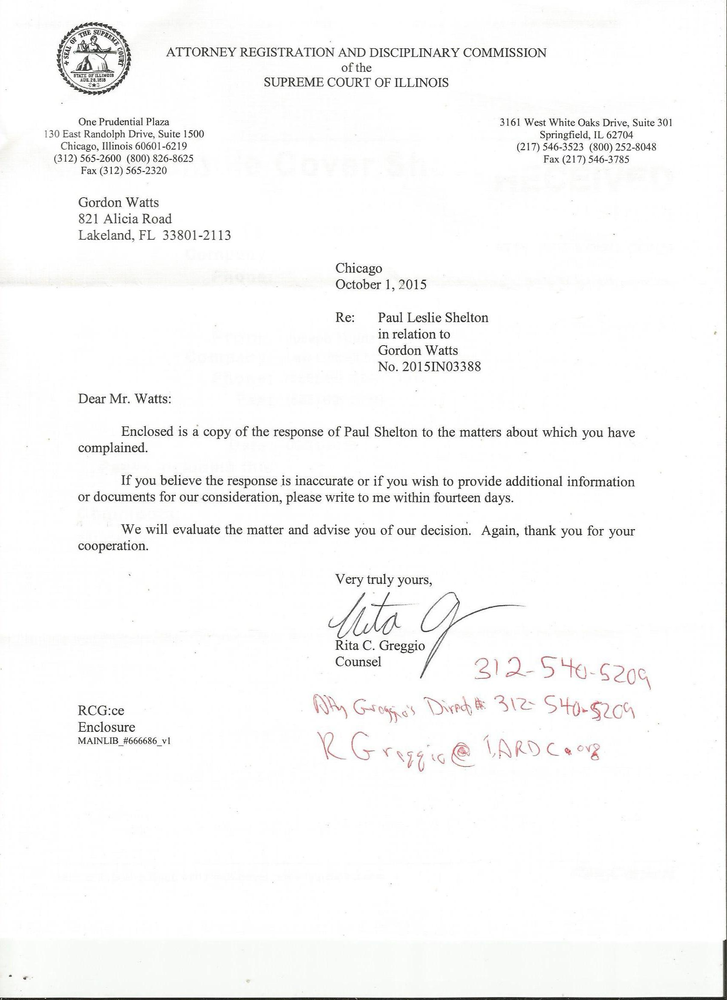 SEAL OF THE SUPREME COURT
STATE OF ILLINOIS
AUG. 26, 1818
ATTORNEY REGISTRATION AND DISCIPLINARY COMMISSION
of the
SUPREME COURT OF ILLINOIS
One Prudential Plaza
130 East Randolph Drive, Suite 1500
Chicago, Illinois 60601-6219
(312) 565-2600 (800) 826-8625
Fax (312) 565-2320
3161 West White Oaks Drive, Suite 301
Springfield, IL 62704
(217) 546-3523 (800) 252-8048
Fax (217) 546-3785
Gordon Watts
821 Alicia Road
Lakeland, FL 33801-2113
Chicago
October 1, 2015
Re: Paul Leslie Shelton
in relation to
Gordon Watts
No. 2015IN03388
Dear Mr. Watts:
Enclosed is a copy of the response of Paul Shelton to the matters about which you have
complained.
If you believe the response is inaccurate or if you wish to provide additional information
or documents for our consideration, please write to me within fourteen days.
We will evaluate the matter and advise you of our decision. Again, thank you for your
cooperation.
Very truly yours,
Rita G
Rita C. Greggio
Counsel
312-540-5209
Atty Greggio's Direct #: 312-540-5209
RGreggio@IARDC.org
RCG:ce
Enclosure
MAINLIB_#666686_v1